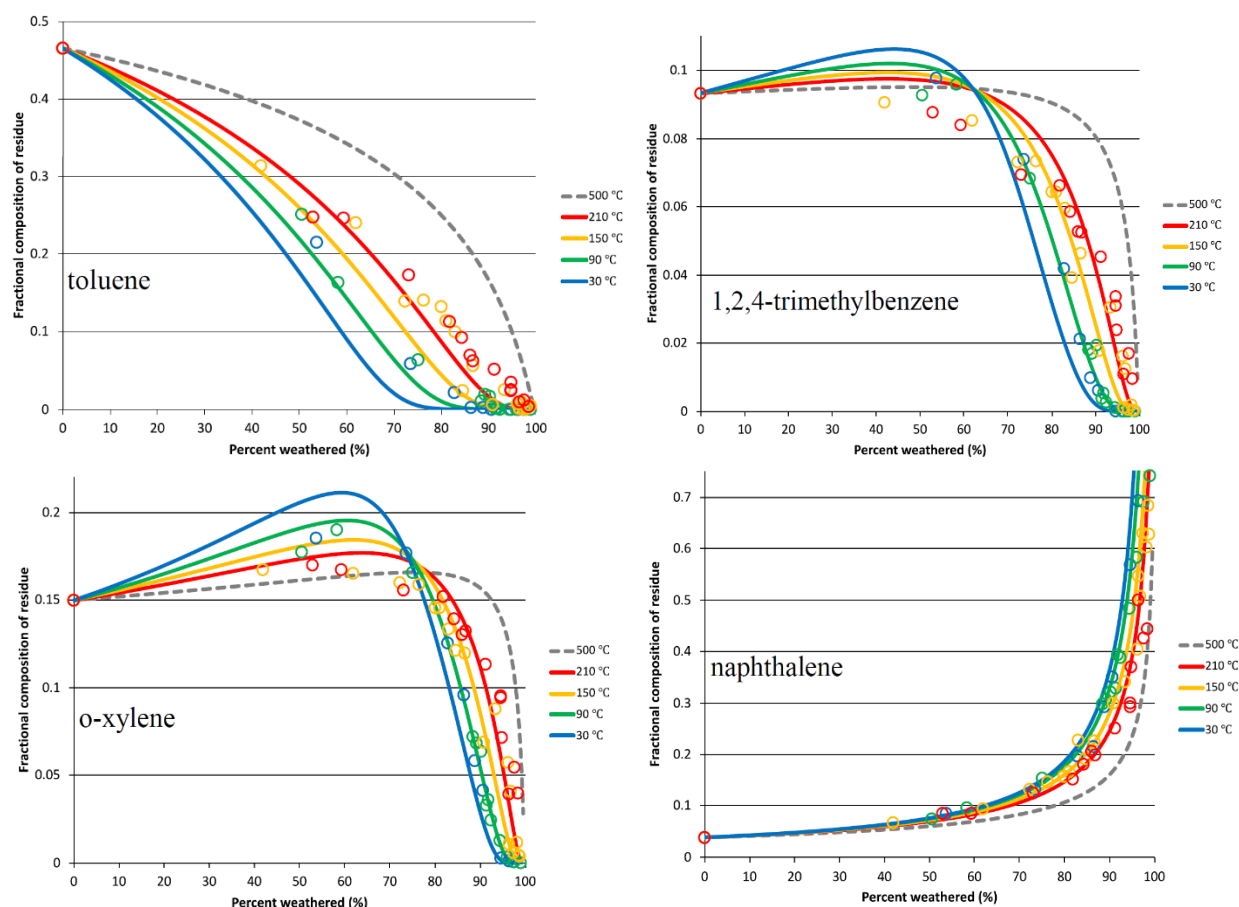 0.5
0.4
0.3
0.2
0.1
0
Fractional composition of residue
toluene
500 °C
210 °C
150 °C
90 °C
30 °C
0 10 20 30 40 50 60 70 80 90 100
Percent weathered (%)
0.1
0.08
0.06
0.04
0.02
0
Fractional composition of residue
1,2,4-trimethylbenzene
500 °C
210 °C
150 °C
90 °C
30 °C
0 10 20 30 40 50 60 70 80 90 100
Percent weathered (%)
0.2
0.15
0.1
0.05
0
Fractional composition of residue
o-xylene
500 °C
210 °C
150 °C
90 °C
30 °C
0 10 20 30 40 50 60 70 80 90 100
Percent weathered (%)
0.7
0.6
0.5
0.4
0.3
0.2
0.1
0
Fractional composition of residue
naphthalene
500 °C
210 °C
150 °C
90 °C
30 °C
0 10 20 30 40 50 60 70 80 90 100
Percent weathered (%)